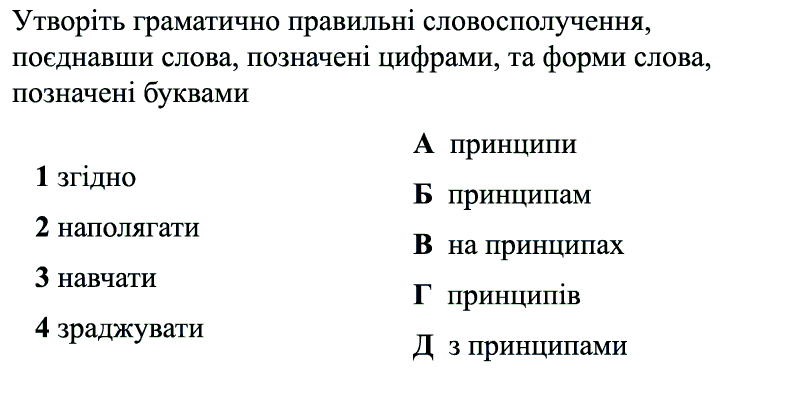 Утворіть граматично правильні словосполучення,
поєднавши слова, позначені цифрами, та форми слова,
позначені буквами
1 згідно
2 наполягати
3 навчати
4 зраджувати
А принципи
Б принципам
В на принципах
Г принципів
Д з принципами